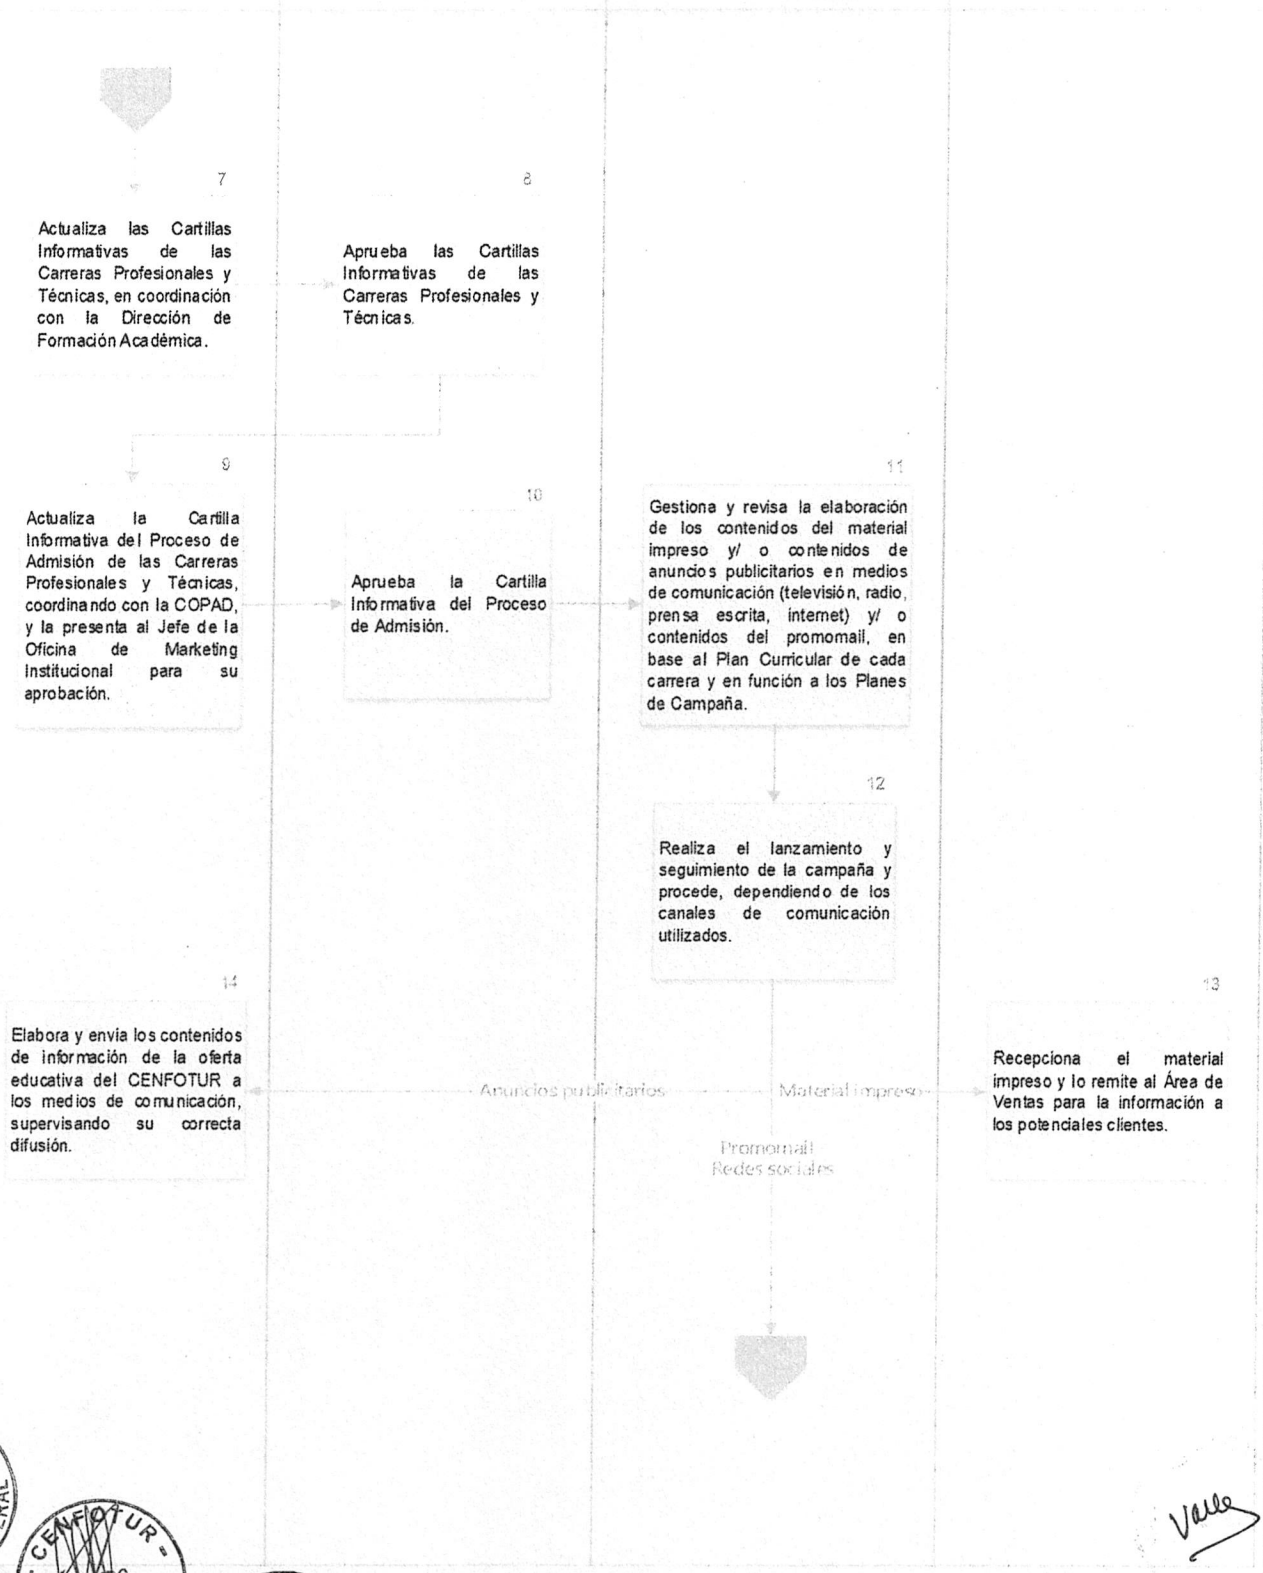 7
Actualiza las Cartillas
Informativas de las
Carreras Profesionales y
Técnicas, en coordinación
con la Dirección de
Formación Académica.
8
Aprueba las Cartillas
Informativas de las
Carreras Profesionales y
Técnicas.
9
Actualiza la Cartilla
Informativa del Proceso de
Admisión de las Carreras
Profesionales y Técnicas,
coordinando con la COPAD,
y la presenta al Jefe de la
Oficina de Marketing
Institucional para su
aprobación.
10
Aprueba la Cartilla
Informativa del Proceso
de Admisión.
11
Gestiona y revisa la elaboración
de los contenidos del material
impreso y/ o contenidos de
anuncios publicitarios en medios
de comunicación (televisión, radio,
prensa escrita, internet) y/ o
contenidos del promomail, en
base al Plan Curricular de cada
carrera y en función a los Planes
de Campaña.
12
Realiza el lanzamiento y
seguimiento de la campaña y
procede, dependiendo de los
canales de comunicación
utilizados.
14
Elabora y envia los contenidos
de información de la oferta
educativa del CENFOTUR a
los medios de comunicación,
supervisando su correcta
difusión.
Anuncios publicitarios
Material impreso
Promomail
Redes sociales
13
Recepciona el material
impreso y lo remite al Área de
Ventas para la información a
los potenciales clientes.
- CENFOTUR -
Valle